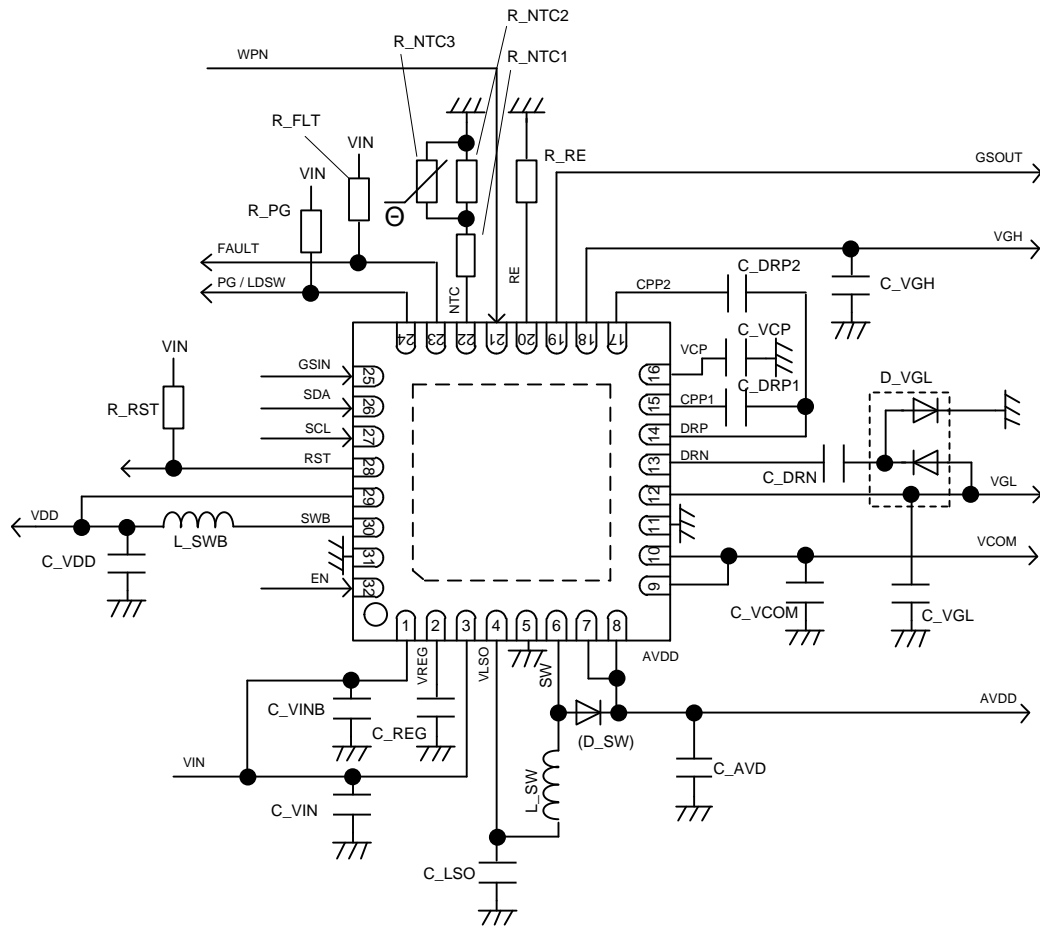 R_NTC2
R_NTC3
R_NTC1
WPN
R_FLT
VIN
VIN
R_RE
GSOUT
R_PG
Θ
FAULT
VGH
PG / LDSW
NTC
RE
CPP2
C_DRP2
C_VGH
24
23
22
21
20
19
18
17
VIN
GSIN
25
VCP
C_VCP
16
R_RST
SDA
26
CPP1
C_DRP1
15
D_VGL
SCL
27
DRP
14
RST
28
DRN
13
C_DRN
29
12
VGL
VDD
L_SWB
SWB
30
11
C_VDD
31
10
VCOM
EN
32
9
C_VCOM
C_VGL
1
2
3
4
5
6
7
8
VREG
VLSO
SW
AVDD
C_VINB
C_REG
(D_SW)
AVDD
VIN
L_SW
C_AVD
C_VIN
C_LSO